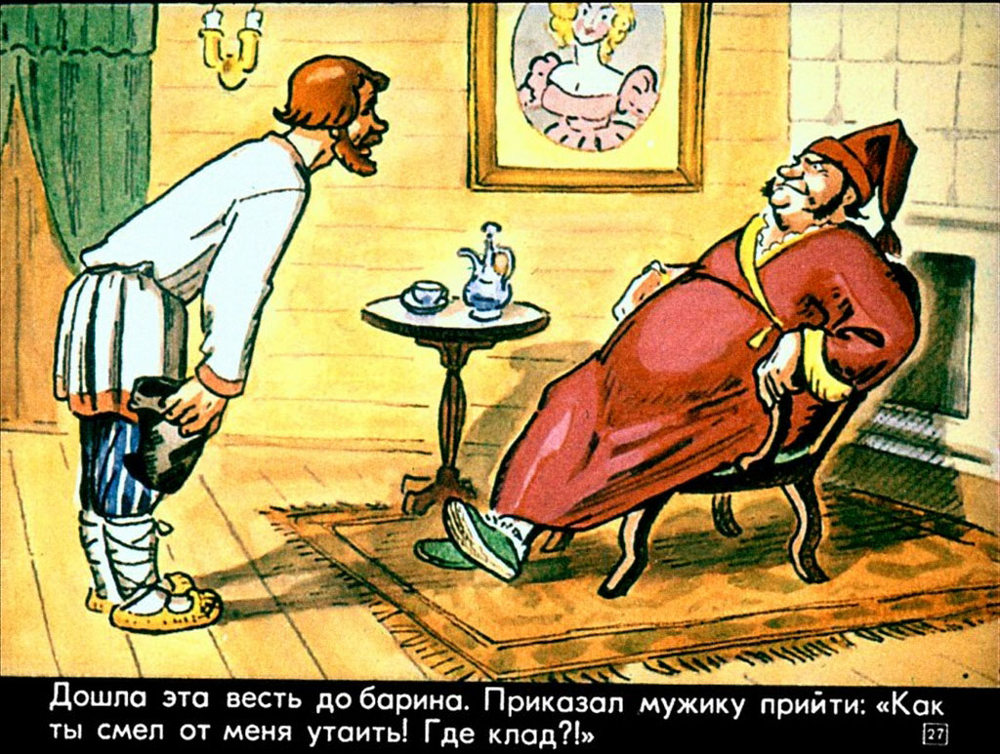 Дошла эта весть до барина. Приказал мужику прийти: «Как
ты смел от меня утаить! Где клад?!»
27